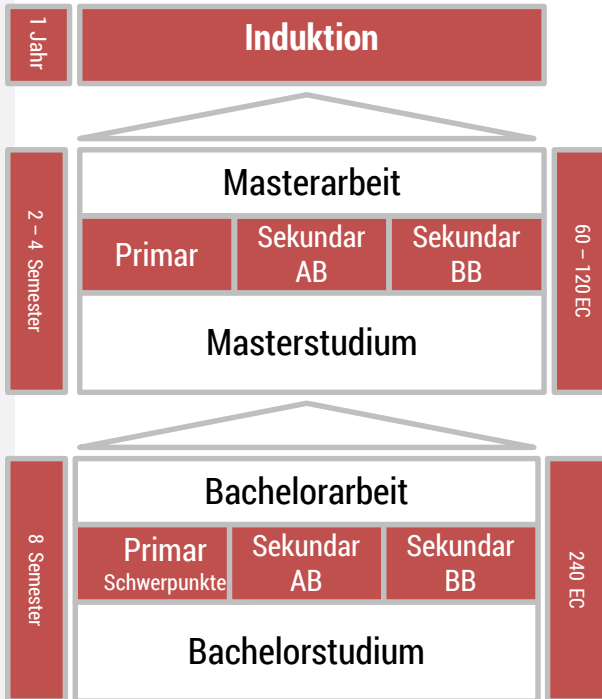 1 Jahr
Induktion
2 – 4 Semester
Masterarbeit
Primar
Sekundar
AB
Sekundar
BB
Masterstudium
60 – 120 EC
8 Semester
Bachelorarbeit
Primar
Schwerpunkte
Sekundar
AB
Sekundar
BB
Bachelorstudium
240 EC